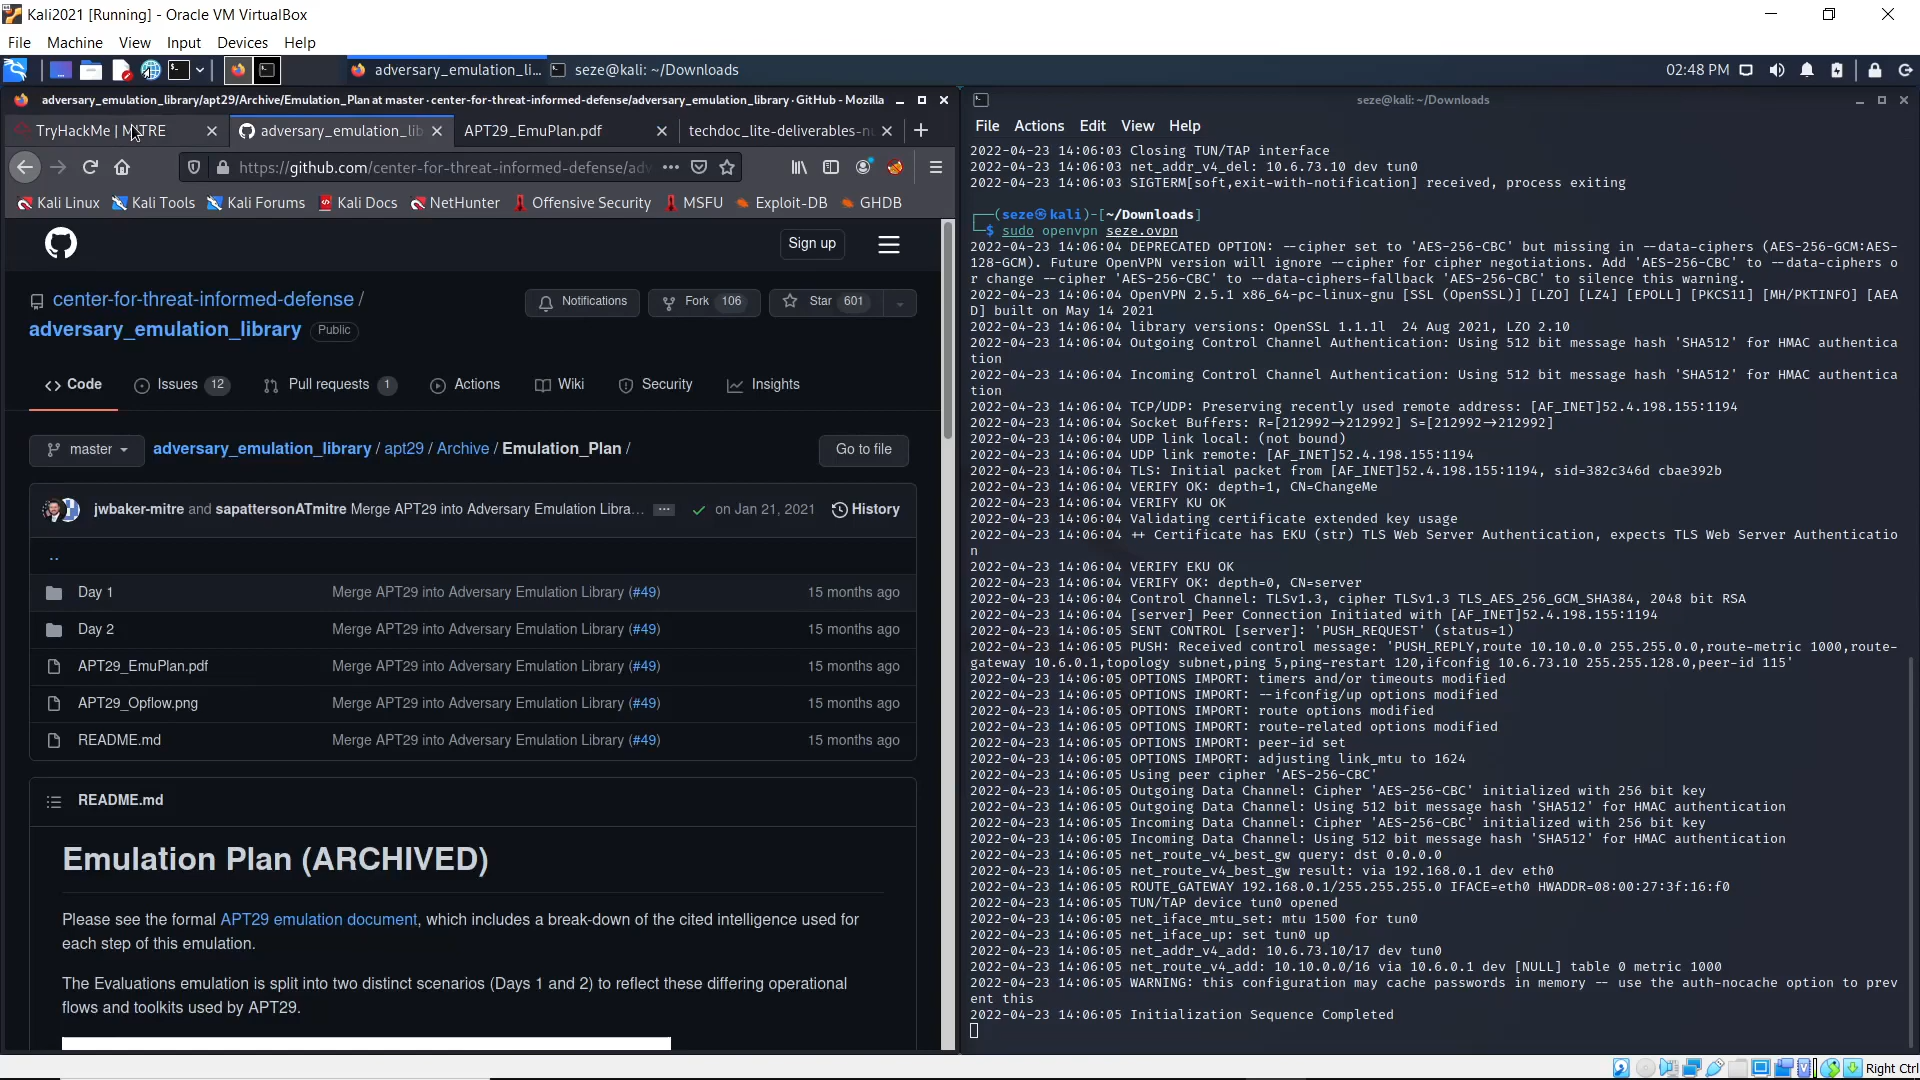 Kali2021 [Running] - Oracle VM VirtualBox
File Machine View Input Devices Help
adversary_emulation_li... seze@kali: ~/Downloads 02:48 PM
adversary_emulation_library/apt29/Archive/Emulation_Plan at master · center-for-threat-informed-defense/adversary_emulation_library · GitHub - Mozilla
TryHackMe | MITRE adversary_emulation_lib APT29_EmuPlan.pdf techdoc_lite-deliverables-nu
https://github.com/center-for-threat-informed-defense/adv
Kali Linux Kali Tools Kali Forums Kali Docs NetHunter Offensive Security MSFU Exploit-DB GHDB
Sign up
center-for-threat-informed-defense /
adversary_emulation_library Public
Notifications Fork 106 Star 601
Code Issues 12 Pull requests 1 Actions Wiki Security Insights
master adversary_emulation_library / apt29 / Archive / Emulation_Plan / Go to file
jwbaker-mitre and sapattersonATmitre Merge APT29 into Adversary Emulation Libra... ... on Jan 21, 2021 History
..
Day 1 Merge APT29 into Adversary Emulation Library (#49) 15 months ago
Day 2 Merge APT29 into Adversary Emulation Library (#49) 15 months ago
APT29_EmuPlan.pdf Merge APT29 into Adversary Emulation Library (#49) 15 months ago
APT29_Opflow.png Merge APT29 into Adversary Emulation Library (#49) 15 months ago
README.md Merge APT29 into Adversary Emulation Library (#49) 15 months ago
README.md
Emulation Plan (ARCHIVED)
Please see the formal APT29 emulation document, which includes a break-down of the cited intelligence used for
each step of this emulation.
The Evaluations emulation is split into two distinct scenarios (Days 1 and 2) to reflect these differing operational
flows and toolkits used by APT29.
seze@kali: ~/Downloads
File Actions Edit View Help
2022-04-23 14:06:03 Closing TUN/TAP interface
2022-04-23 14:06:03 net_addr_v4_del: 10.6.73.10 dev tun0
2022-04-23 14:06:03 SIGTERM[soft,exit-with-notification] received, process exiting
┌──(seze㉿kali)-[~/Downloads]
└─$ sudo openvpn seze.ovpn
2022-04-23 14:06:04 DEPRECATED OPTION: --cipher set to 'AES-256-CBC' but missing in --data-ciphers (AES-256-GCM:AES-
128-GCM). Future OpenVPN version will ignore --cipher for cipher negotiations. Add 'AES-256-CBC' to --data-ciphers o
r change --cipher 'AES-256-CBC' to --data-ciphers-fallback 'AES-256-CBC' to silence this warning.
2022-04-23 14:06:04 OpenVPN 2.5.1 x86_64-pc-linux-gnu [SSL (OpenSSL)] [LZO] [LZ4] [EPOLL] [PKCS11] [MH/PKTINFO] [AEA
D] built on May 14 2021
2022-04-23 14:06:04 library versions: OpenSSL 1.1.1l  24 Aug 2021, LZO 2.10
2022-04-23 14:06:04 Outgoing Control Channel Authentication: Using 512 bit message hash 'SHA512' for HMAC authentica
tion
2022-04-23 14:06:04 Incoming Control Channel Authentication: Using 512 bit message hash 'SHA512' for HMAC authentica
tion
2022-04-23 14:06:04 TCP/UDP: Preserving recently used remote address: [AF_INET]52.4.198.155:1194
2022-04-23 14:06:04 Socket Buffers: R=[212992→212992] S=[212992→212992]
2022-04-23 14:06:04 UDP link local: (not bound)
2022-04-23 14:06:04 UDP link remote: [AF_INET]52.4.198.155:1194
2022-04-23 14:06:04 TLS: Initial packet from [AF_INET]52.4.198.155:1194, sid=382c346d cbae392b
2022-04-23 14:06:04 VERIFY OK: depth=1, CN=ChangeMe
2022-04-23 14:06:04 VERIFY KU OK
2022-04-23 14:06:04 Validating certificate extended key usage
2022-04-23 14:06:04 ++ Certificate has EKU (str) TLS Web Server Authentication, expects TLS Web Server Authenticatio
n
2022-04-23 14:06:04 VERIFY EKU OK
2022-04-23 14:06:04 VERIFY OK: depth=0, CN=server
2022-04-23 14:06:04 Control Channel: TLSv1.3, cipher TLSv1.3 TLS_AES_256_GCM_SHA384, 2048 bit RSA
2022-04-23 14:06:04 [server] Peer Connection Initiated with [AF_INET]52.4.198.155:1194
2022-04-23 14:06:05 SENT CONTROL [server]: 'PUSH_REQUEST' (status=1)
2022-04-23 14:06:05 PUSH: Received control message: 'PUSH_REPLY,route 10.10.0.0 255.255.0.0,route-metric 1000,route-
gateway 10.6.0.1,topology subnet,ping 5,ping-restart 120,ifconfig 10.6.73.10 255.255.128.0,peer-id 115'
2022-04-23 14:06:05 OPTIONS IMPORT: timers and/or timeouts modified
2022-04-23 14:06:05 OPTIONS IMPORT: --ifconfig/up options modified
2022-04-23 14:06:05 OPTIONS IMPORT: route options modified
2022-04-23 14:06:05 OPTIONS IMPORT: route-related options modified
2022-04-23 14:06:05 OPTIONS IMPORT: peer-id set
2022-04-23 14:06:05 OPTIONS IMPORT: adjusting link_mtu to 1624
2022-04-23 14:06:05 Using peer cipher 'AES-256-CBC'
2022-04-23 14:06:05 Outgoing Data Channel: Cipher 'AES-256-CBC' initialized with 256 bit key
2022-04-23 14:06:05 Outgoing Data Channel: Using 512 bit message hash 'SHA512' for HMAC authentication
2022-04-23 14:06:05 Incoming Data Channel: Cipher 'AES-256-CBC' initialized with 256 bit key
2022-04-23 14:06:05 Incoming Data Channel: Using 512 bit message hash 'SHA512' for HMAC authentication
2022-04-23 14:06:05 net_route_v4_best_gw query: dst 0.0.0.0
2022-04-23 14:06:05 net_route_v4_best_gw result: via 192.168.0.1 dev eth0
2022-04-23 14:06:05 ROUTE_GATEWAY 192.168.0.1/255.255.255.0 IFACE=eth0 HWADDR=08:00:27:3f:16:f0
2022-04-23 14:06:05 TUN/TAP device tun0 opened
2022-04-23 14:06:05 net_iface_mtu_set: mtu 1500 for tun0
2022-04-23 14:06:05 net_iface_up: set tun0 up
2022-04-23 14:06:05 net_addr_v4_add: 10.6.73.10/17 dev tun0
2022-04-23 14:06:05 net_route_v4_add: 10.10.0.0/16 via 10.6.0.1 dev [NULL] table 0 metric 1000
2022-04-23 14:06:05 WARNING: this configuration may cache passwords in memory -- use the auth-nocache option to prev
ent this
2022-04-23 14:06:05 Initialization Sequence Completed
Right Ctrl